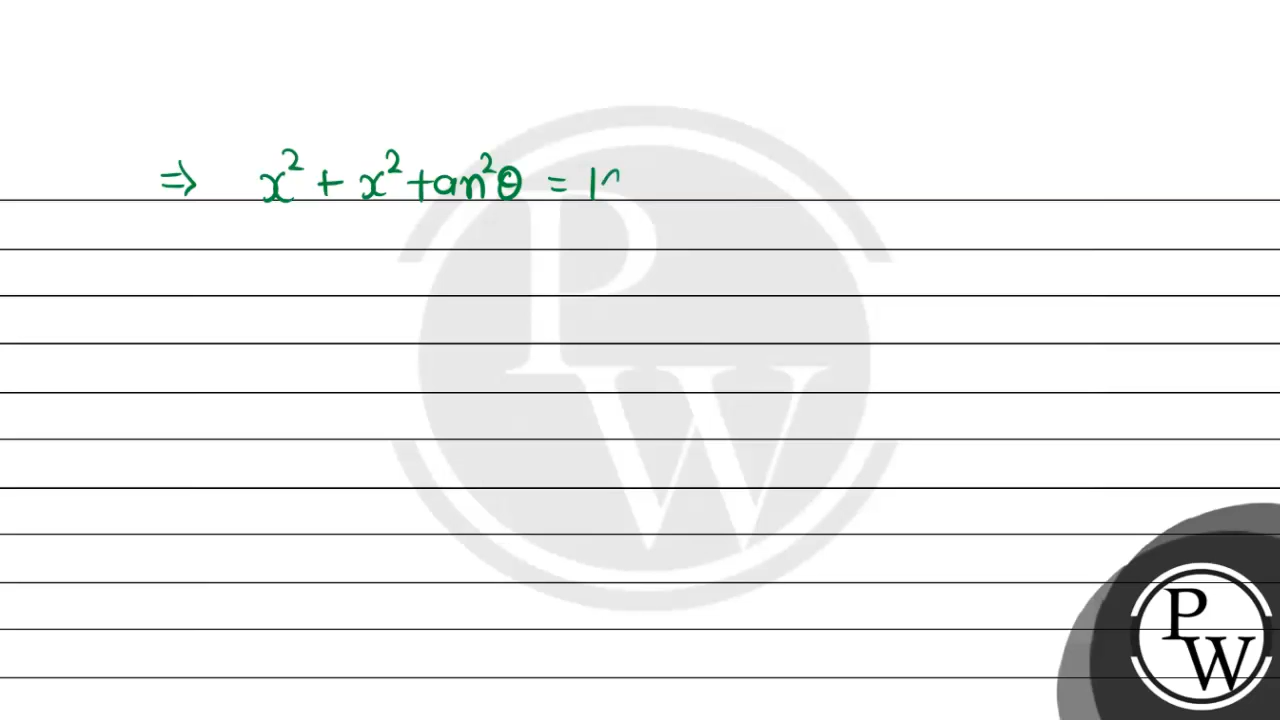 ⇒ x² + x² tan²θ = 1
P
W
P
W